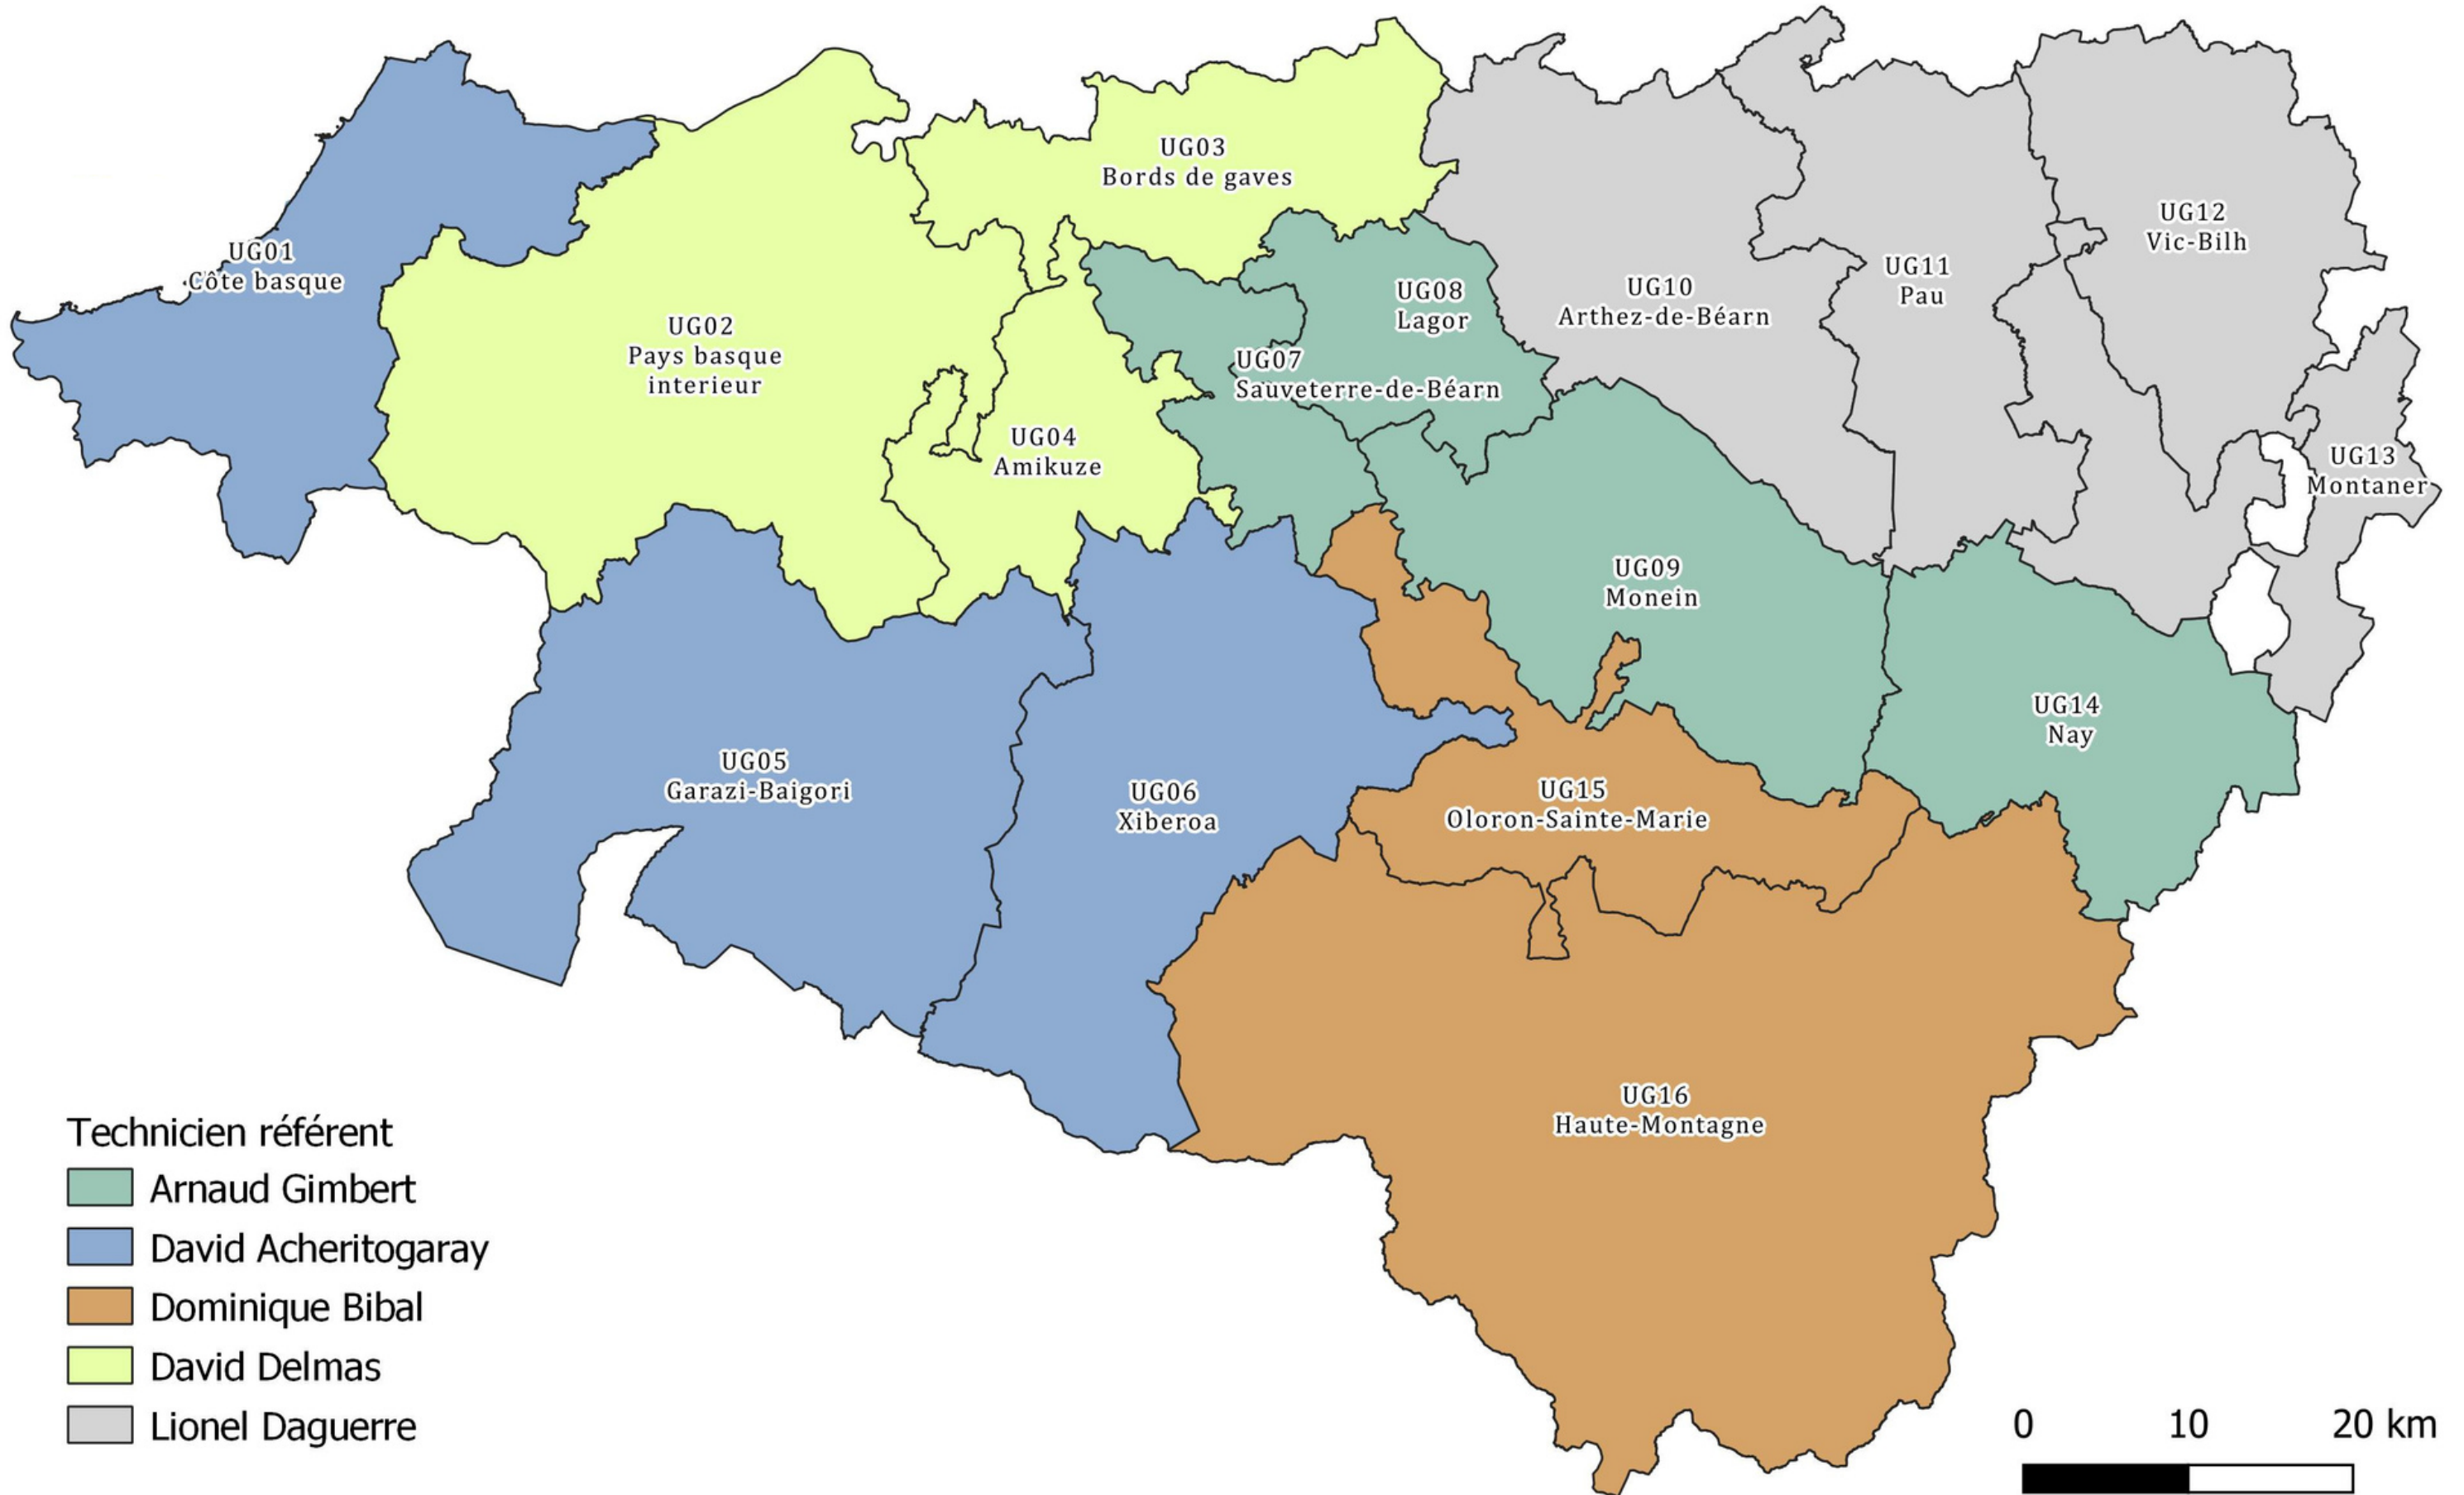 UG01
Côte basque
UG02
Pays basque
interieur
UG03
Bords de gaves
UG04
Amikuze
UG05
Garazi-Baigori
UG06
Xiberoa
UG07
Sauveterre-de-Béarn
UG08
Lagor
UG09
Monein
UG10
Arthez-de-Béarn
UG11
Pau
UG12
Vic-Bilh
UG13
Montaner
UG14
Nay
UG15
Oloron-Sainte-Marie
UG16
Haute-Montagne
Technicien référent
Arnaud Gimbert
David Acheritogaray
Dominique Bibal
David Delmas
Lionel Daguerre
0 10 20 km